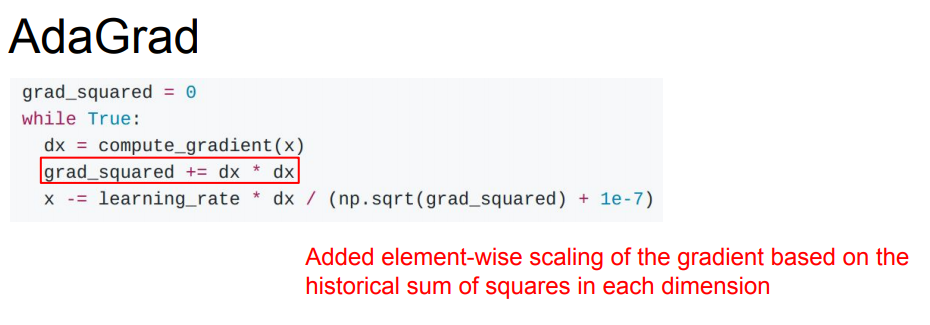 AdaGrad
grad_squared = 0
while True:
  dx = compute_gradient(x)
  grad_squared += dx * dx
  x -= learning_rate * dx / (np.sqrt(grad_squared) + 1e-7)
Added element-wise scaling of the gradient based on the
historical sum of squares in each dimension